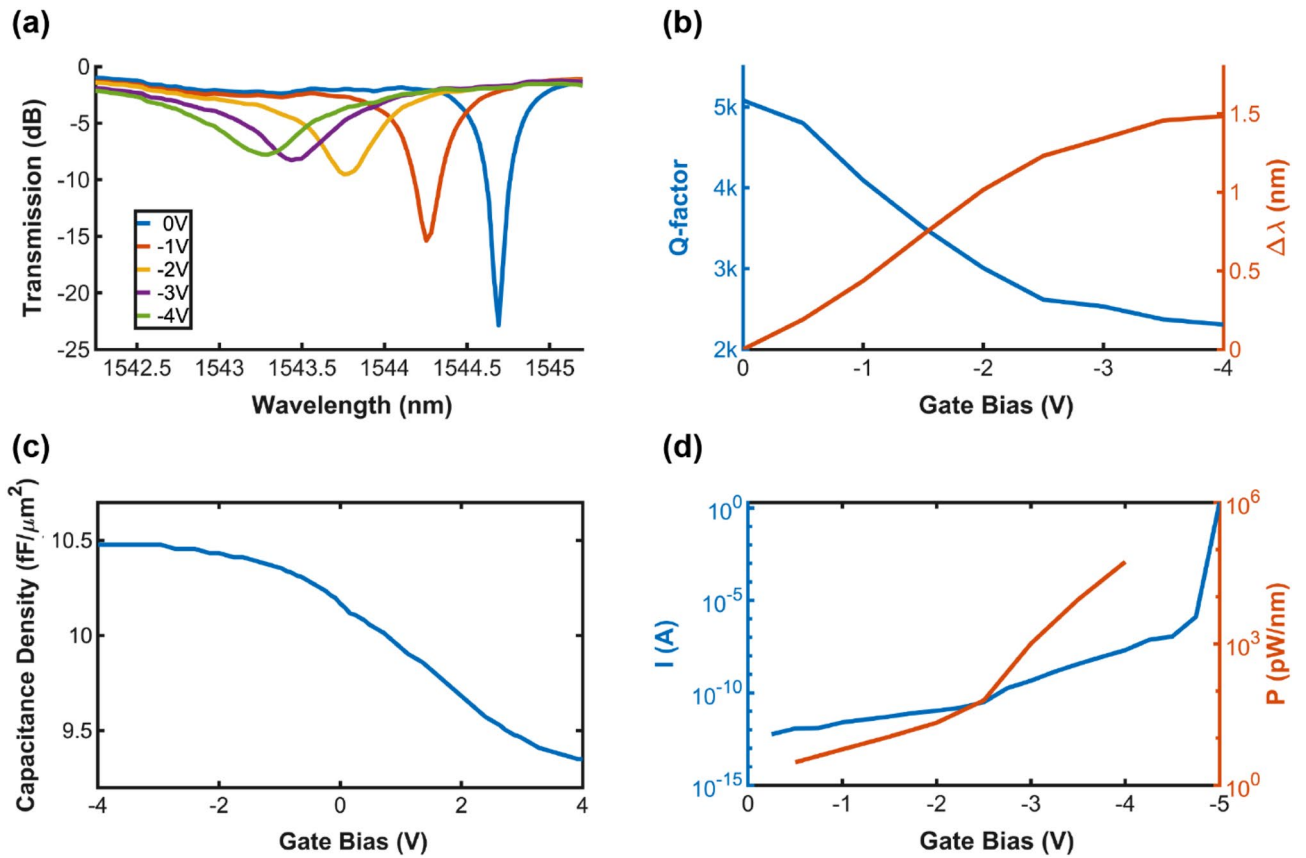 (a)
Transmission (dB)
0
-5
-10
-15
-20
-25
0V
-1V
-2V
-3V
-4V
1542.5 1543 1543.5 1544 1544.5 1545
Wavelength (nm)
(b)
Q-factor
5k
4k
3k
2k
Δλ (nm)
1.5
1
0.5
0
0 -1 -2 -3 -4
Gate Bias (V)
(c)
Capacitance Density (fF/μm²)
10.5
10
9.5
-4 -2 0 2 4
Gate Bias (V)
(d)
I (A)
10⁰
10⁻⁵
10⁻¹⁰
10⁻¹⁵
P (pW/nm)
10⁶
10³
10⁰
0 -1 -2 -3 -4 -5
Gate Bias (V)